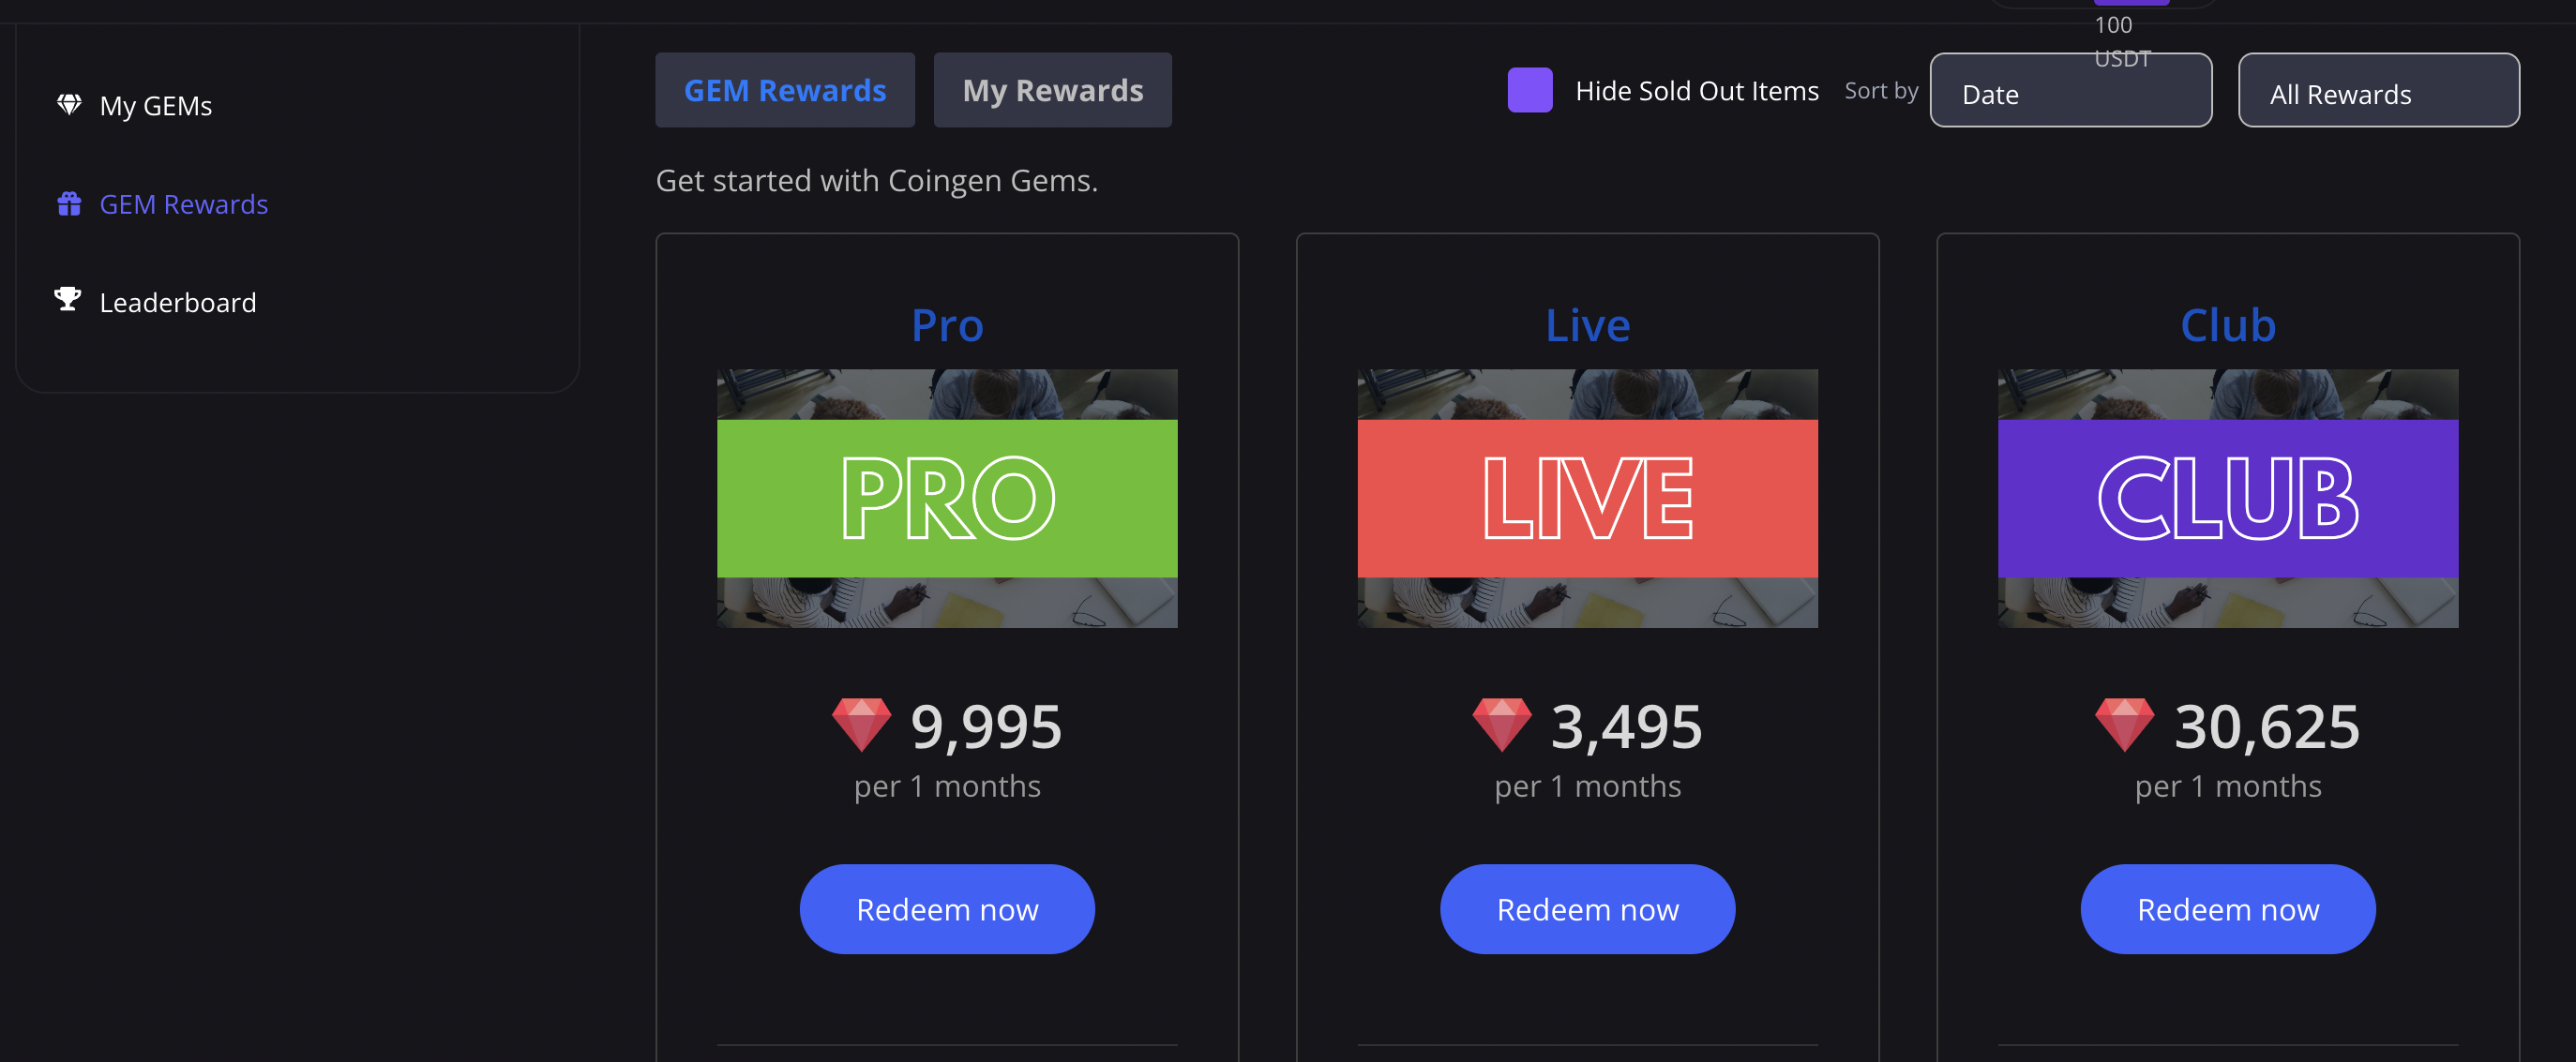 100
USDT
My GEMs
GEM Rewards
Leaderboard
GEM Rewards
My Rewards
Hide Sold Out Items
Sort by
Date
All Rewards
Get started with Coingen Gems.
Pro
PRO
9,995
per 1 months
Redeem now
Live
LIVE
3,495
per 1 months
Redeem now
Club
CLUB
30,625
per 1 months
Redeem now